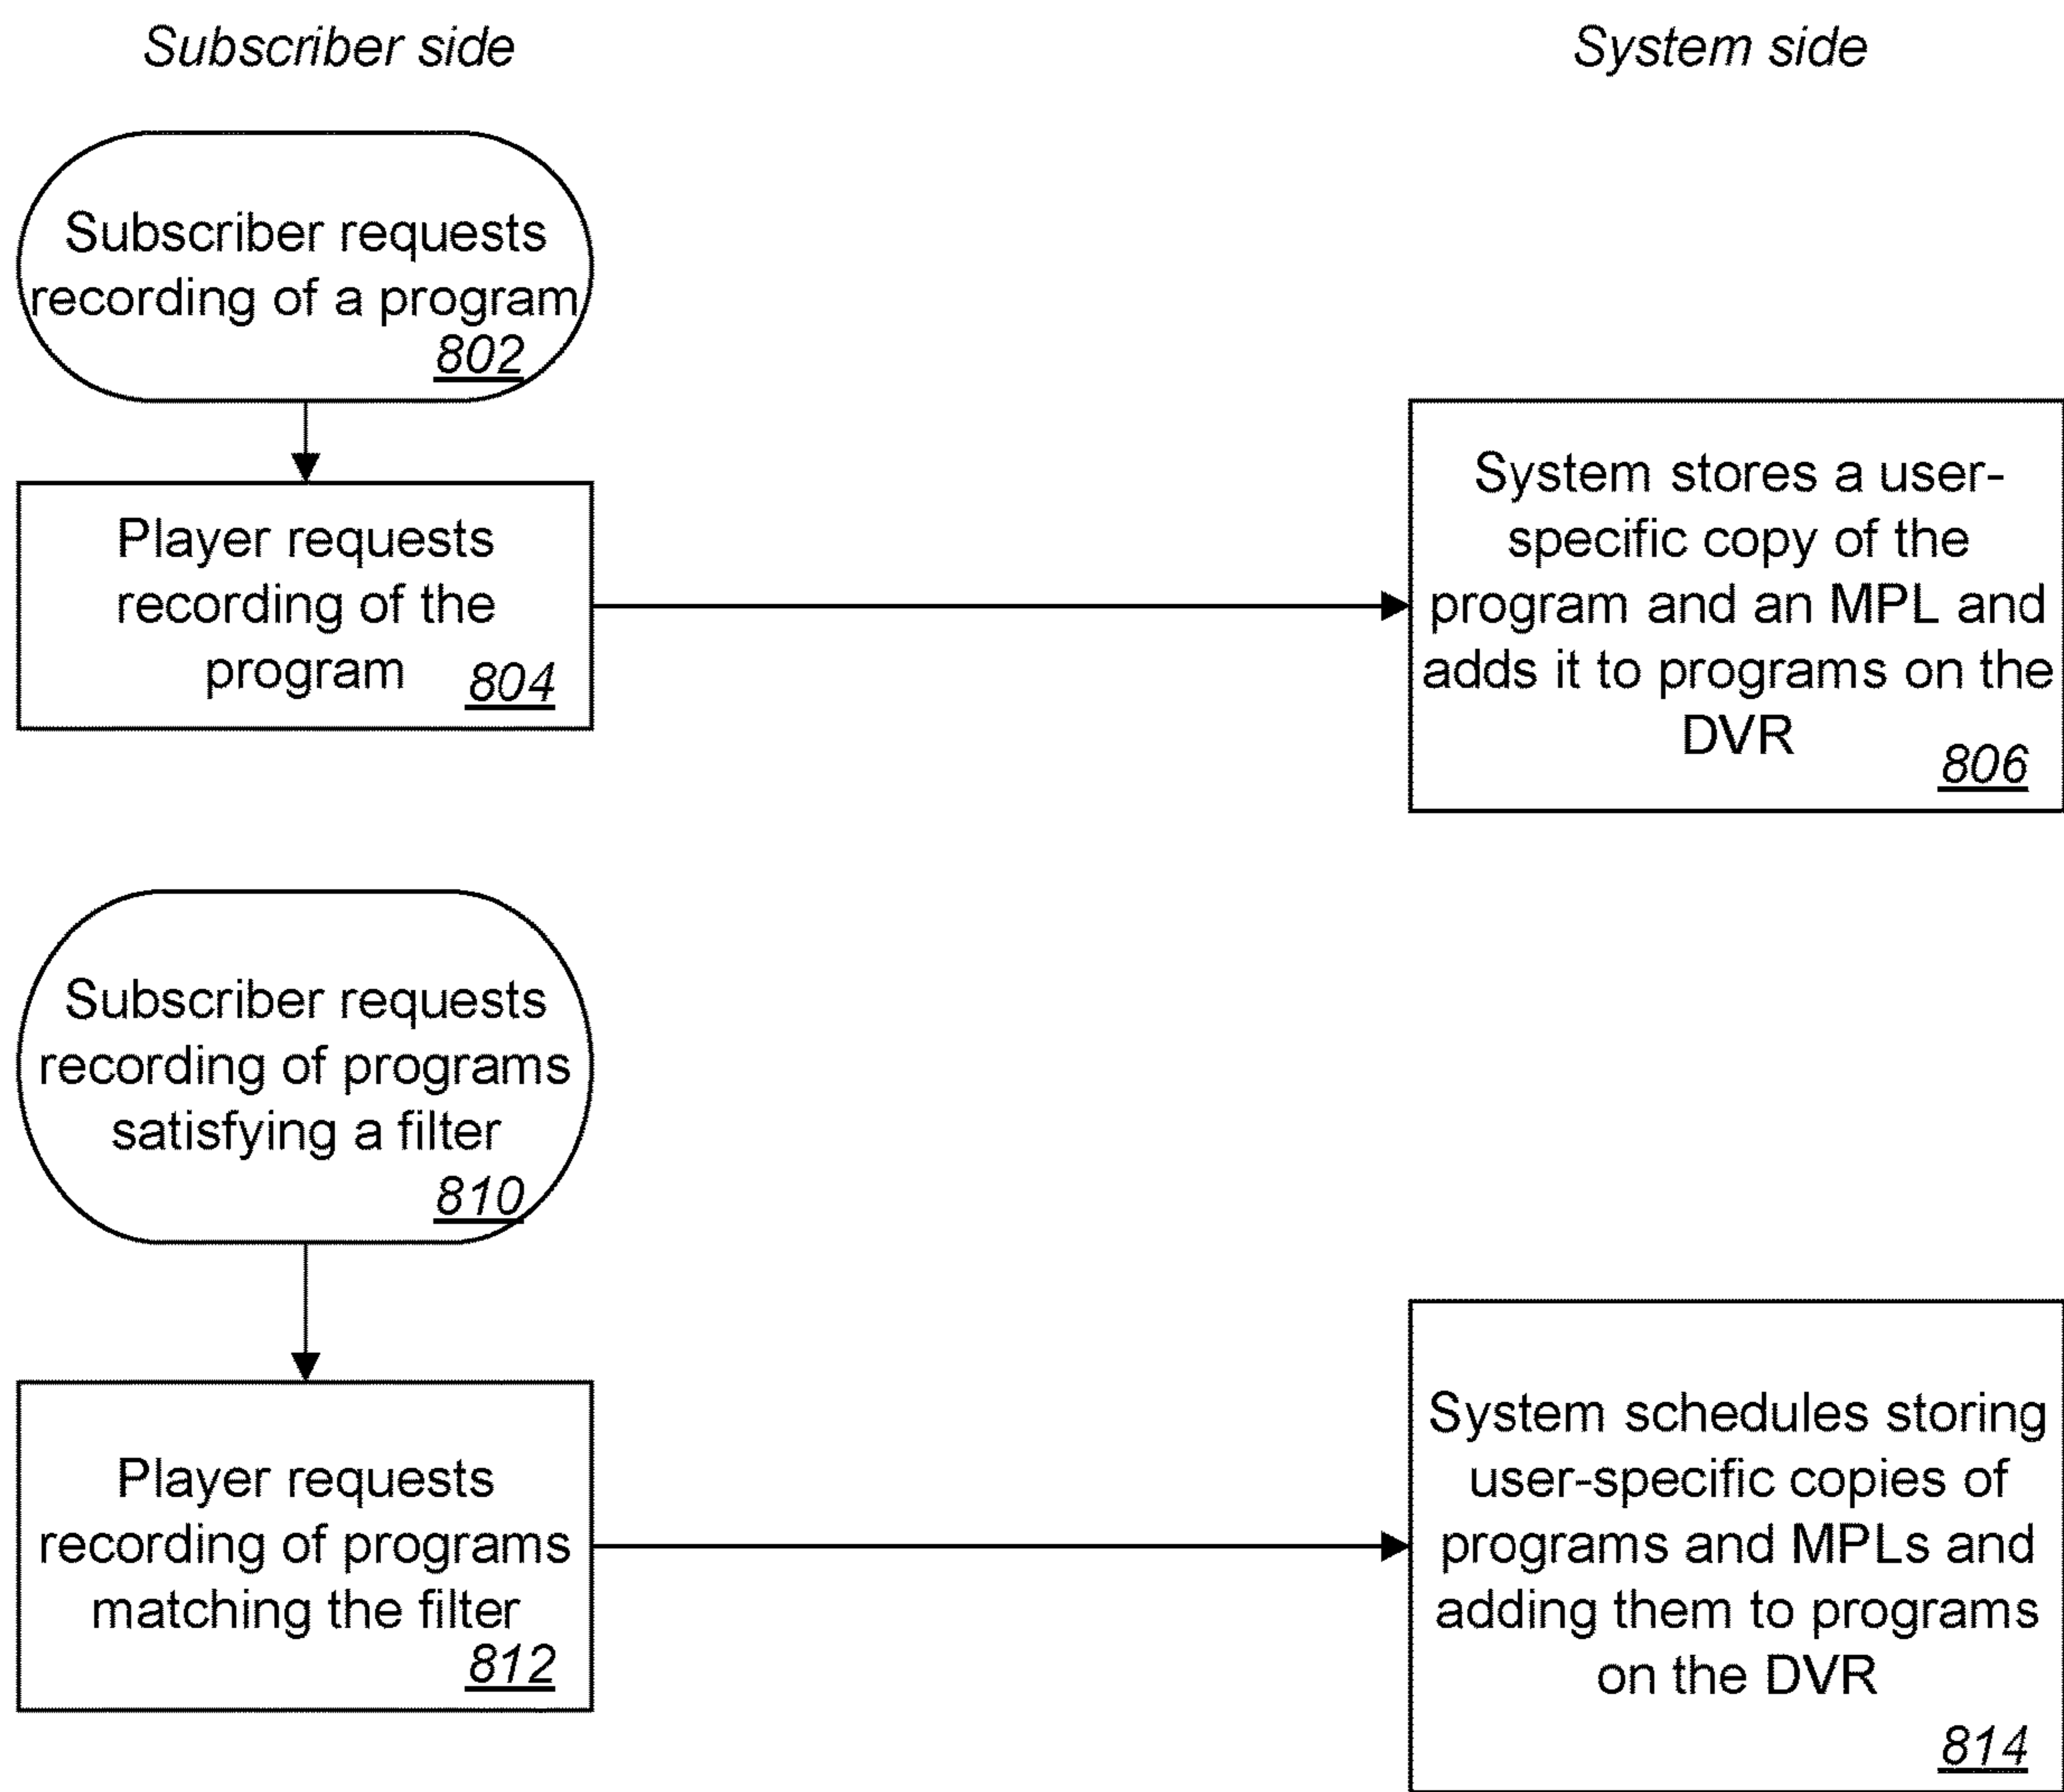 Subscriber side
System side
Subscriber requests
recording of a program
802
Player requests
recording of the
program
804
System stores a user-
specific copy of the
program and an MPL and
adds it to programs on the
DVR
806
Subscriber requests
recording of programs
satisfying a filter
810
Player requests
recording of programs
matching the filter
812
System schedules storing
user-specific copies of
programs and MPLs and
adding them to programs
on the DVR
814